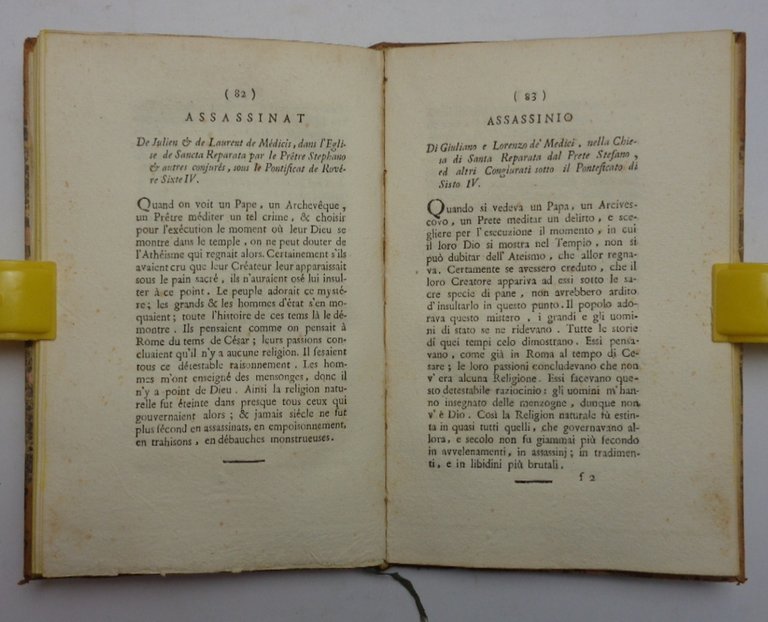 ( 82 )
ASSASSINAT
De Julien & de Laurent de Médicis, dans l'Egli-
se de Sancta Reparata par le Prêtre Stephano
& autres conjurés, sous le Pontificat de Rové-
re Sixte IV.
Quand on voit un Pape, un Archevêque,
un Prêtre méditer un tel crime, & choisir
pour l'exécution le moment où leur Dieu se
montre dans le temple, on ne peut douter de
l'Athéisme qui regnait alors. Certainement s'ils
avaient cru que leur Créateur leur apparaissait
sous le pain sacré, ils n'auraient osé lui insul-
ter à ce point. Le peuple adorait ce mysté-
re; les grands & les hommes d'état s'en mo-
quaient; toute l'histoire de ces tems là le dé-
montre. Ils pensaient comme on pensait à
Rome du tems de César; leurs passions con-
cluaient qu'il n'y a aucune religion. Il fesaient
tous ce détestable raisonnement. Les hom-
mes m'ont enseigné des mensonges, donc il
n'y a point de Dieu. Ainsi la religion natu-
relle fut éteinte dans presque tous ceux qui
gouvernaient alors; & jamais siécle ne fut
plus fécond en assassinats, en empoisonnement,
en trahisons, en débauches monstrueuses.
( 83 )
ASSASSINIO
Di Giuliano e Lorenzo de' Medici, nella Chie-
sa di Santa Reparata dal Prete Stefano,
ed altri Congiurati sotto il Ponteficato di
Sisto IV.
Quando si vedeva un Papa, un Arcives-
covo, un Prete meditar un delitto, e sce-
gliere per l'esecuzione il momento, in cui
il loro Dio si mostra nel Tempio, non si
può dubitar dell'Ateismo, che allor regna-
va. Certamente se avessero creduto, che il
loro Creatore appariva ad essi sotto le sa-
cre specie di pane, non avrebbero ardito
d'insultarlo in questo punto. Il popolo ado-
rava questo mistero, i grandi e gli uomi-
ni di stato se ne ridevano. Tutte le storie
di quei tempi celo dimostrano. Essi pensa-
vano, come già in Roma al tempo di Ce-
sare; le loro passioni concludevano che non
v'era alcuna Religione. Essi facevano que-
sto detestabile raziocinio: gli uomini m'han-
no insegnato delle menzogne, dunque non
v'è Dio. Così la Religione naturale fù estin-
ta in quasi tutti quelli, che governavano al-
lora, e secolo non fu giammai più fecondo
in avvelenamenti, in assassinj; in tradimen-
ti, e in libidini più brutali.
f 2